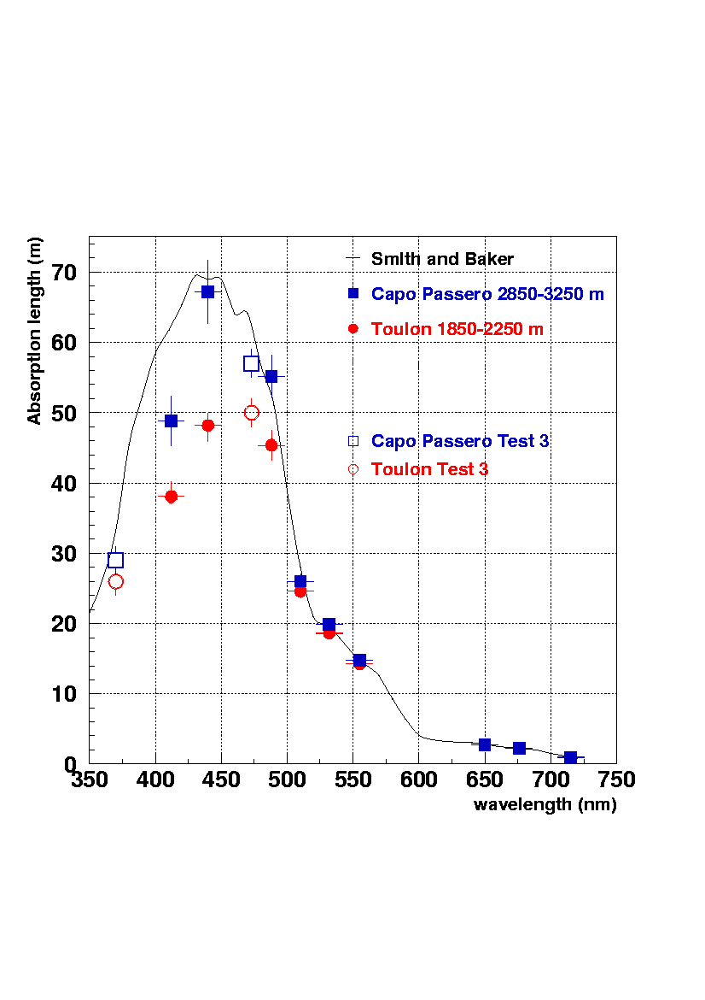 Absorption length (m)
70
60
50
40
30
20
10
0
Smith and Baker
Capo Passero 2850-3250 m
Toulon 1850-2250 m
Capo Passero Test 3
Toulon Test 3
350 400 450 500 550 600 650 700 750
wavelength (nm)